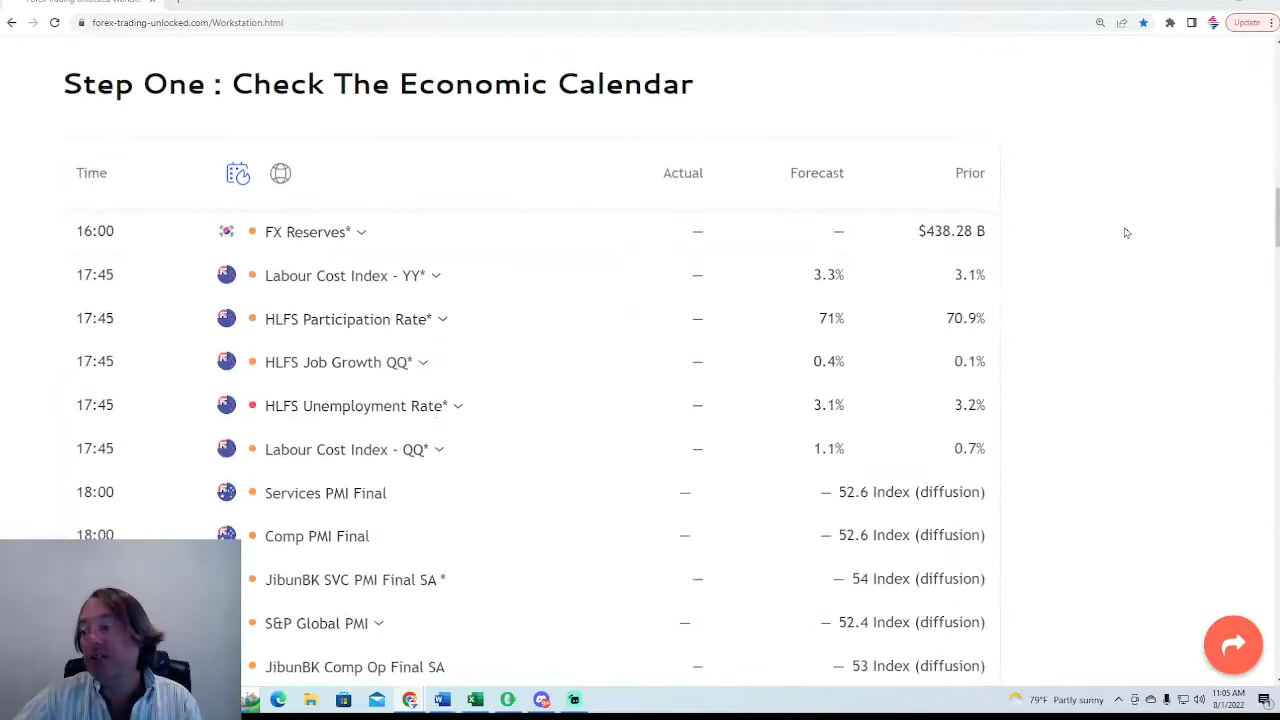 forex-trading-unlocked.com/Workstation.html
Update
Step One : Check The Economic Calendar
Time Actual Forecast Prior
16:00 FX Reserves* — — $438.28 B
17:45 Labour Cost Index - YY* — 3.3% 3.1%
17:45 HLFS Participation Rate* — 71% 70.9%
17:45 HLFS Job Growth QQ* — 0.4% 0.1%
17:45 HLFS Unemployment Rate* — 3.1% 3.2%
17:45 Labour Cost Index - QQ* — 1.1% 0.7%
18:00 Services PMI Final — — 52.6 Index (diffusion)
18:00 Comp PMI Final — — 52.6 Index (diffusion)
JibunBK SVC PMI Final SA * — — 54 Index (diffusion)
S&P Global PMI — — 52.4 Index (diffusion)
JibunBK Comp Op Final SA — — 53 Index (diffusion)
79°F Partly sunny
11:05 AM
8/1/2022